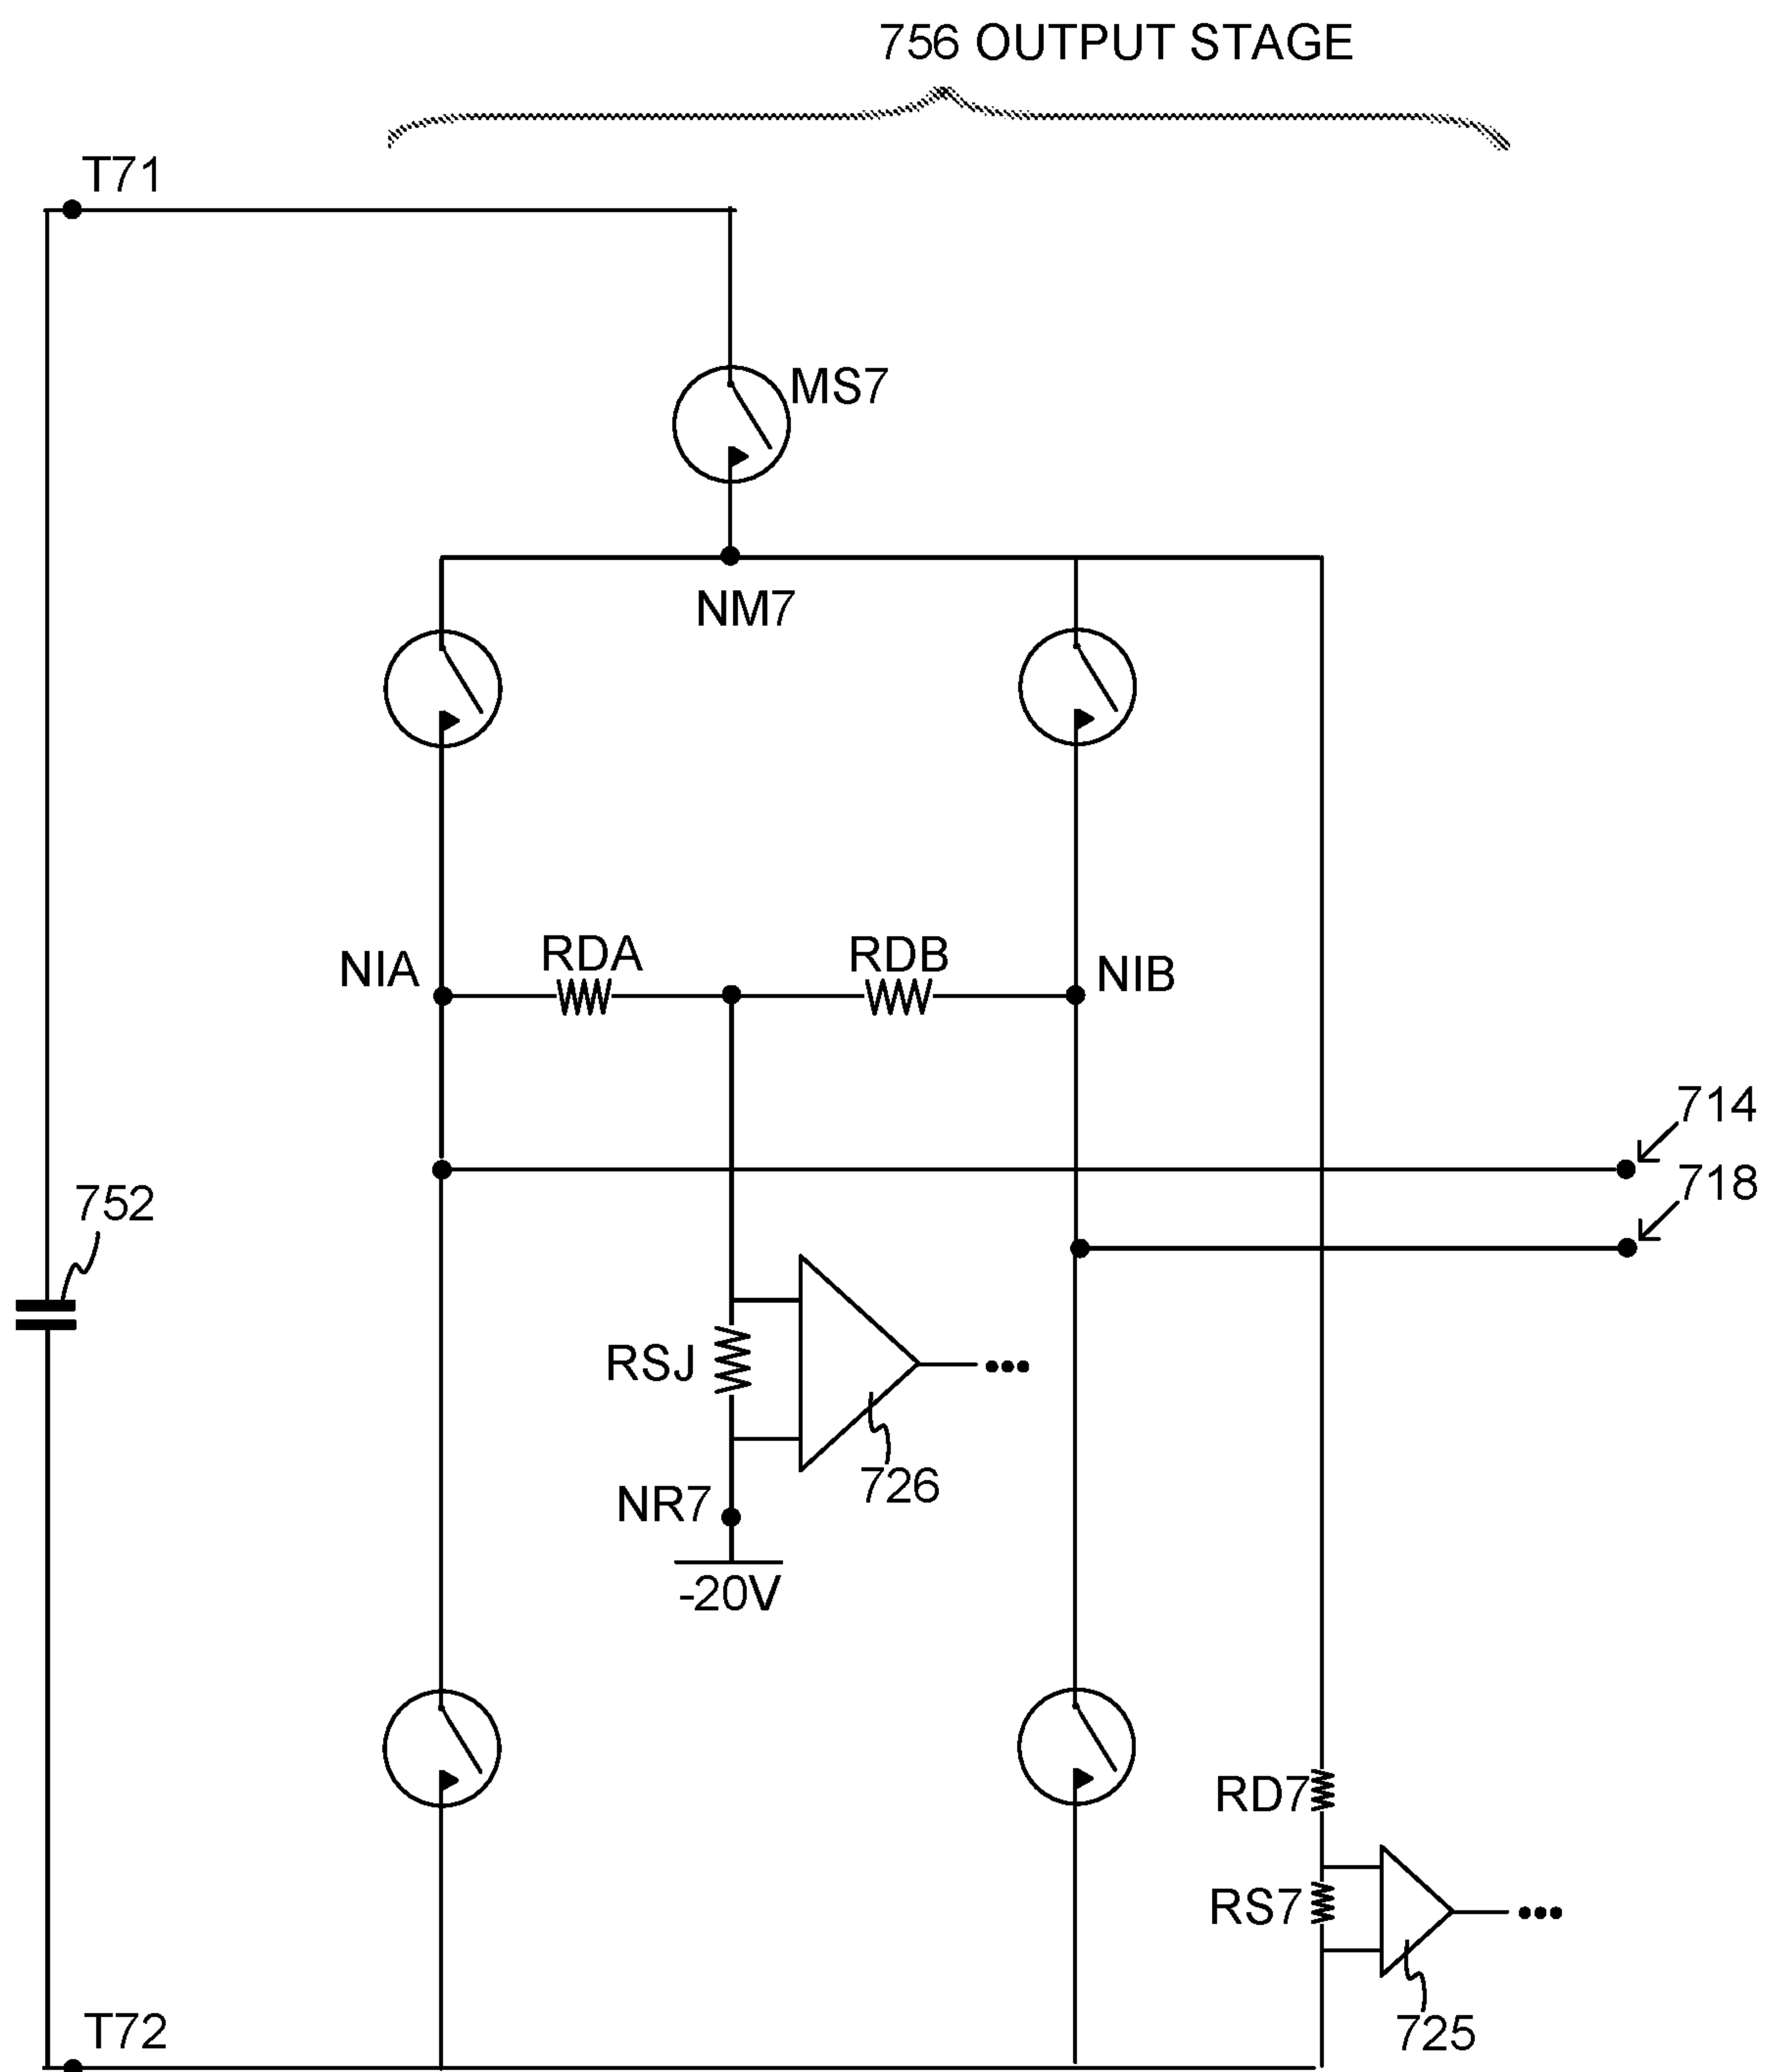 756 OUTPUT STAGE
T71
MS7
NM7
NIA
RDA
RDB
NIB
714
718
752
RSJ
726
NR7
-20V
RD7
RS7
725
T72